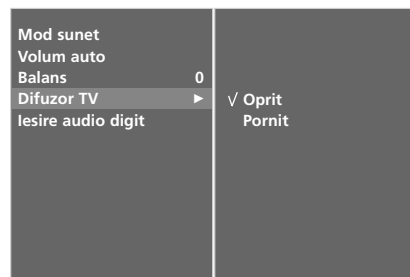 Mod sunet
Volum auto
Balans 0
Difuzor TV ►
Iesire audio digit
√ Oprit
Pornit